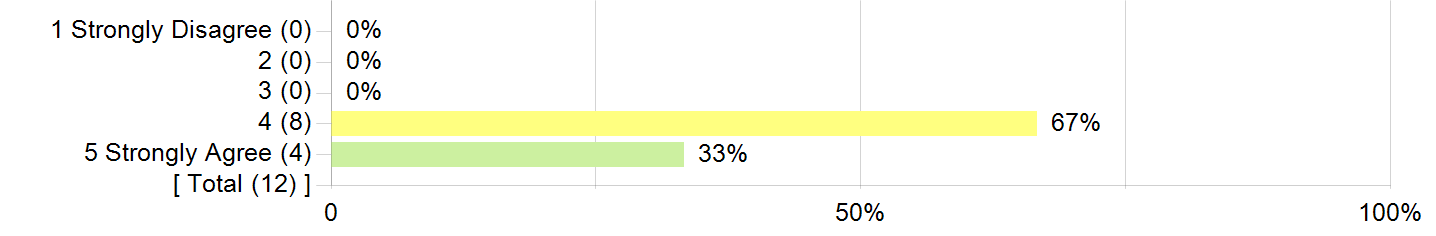 1 Strongly Disagree (0) 0%
2 (0) 0%
3 (0) 0%
4 (8) 67%
5 Strongly Agree (4) 33%
[ Total (12) ]
0 50% 100%